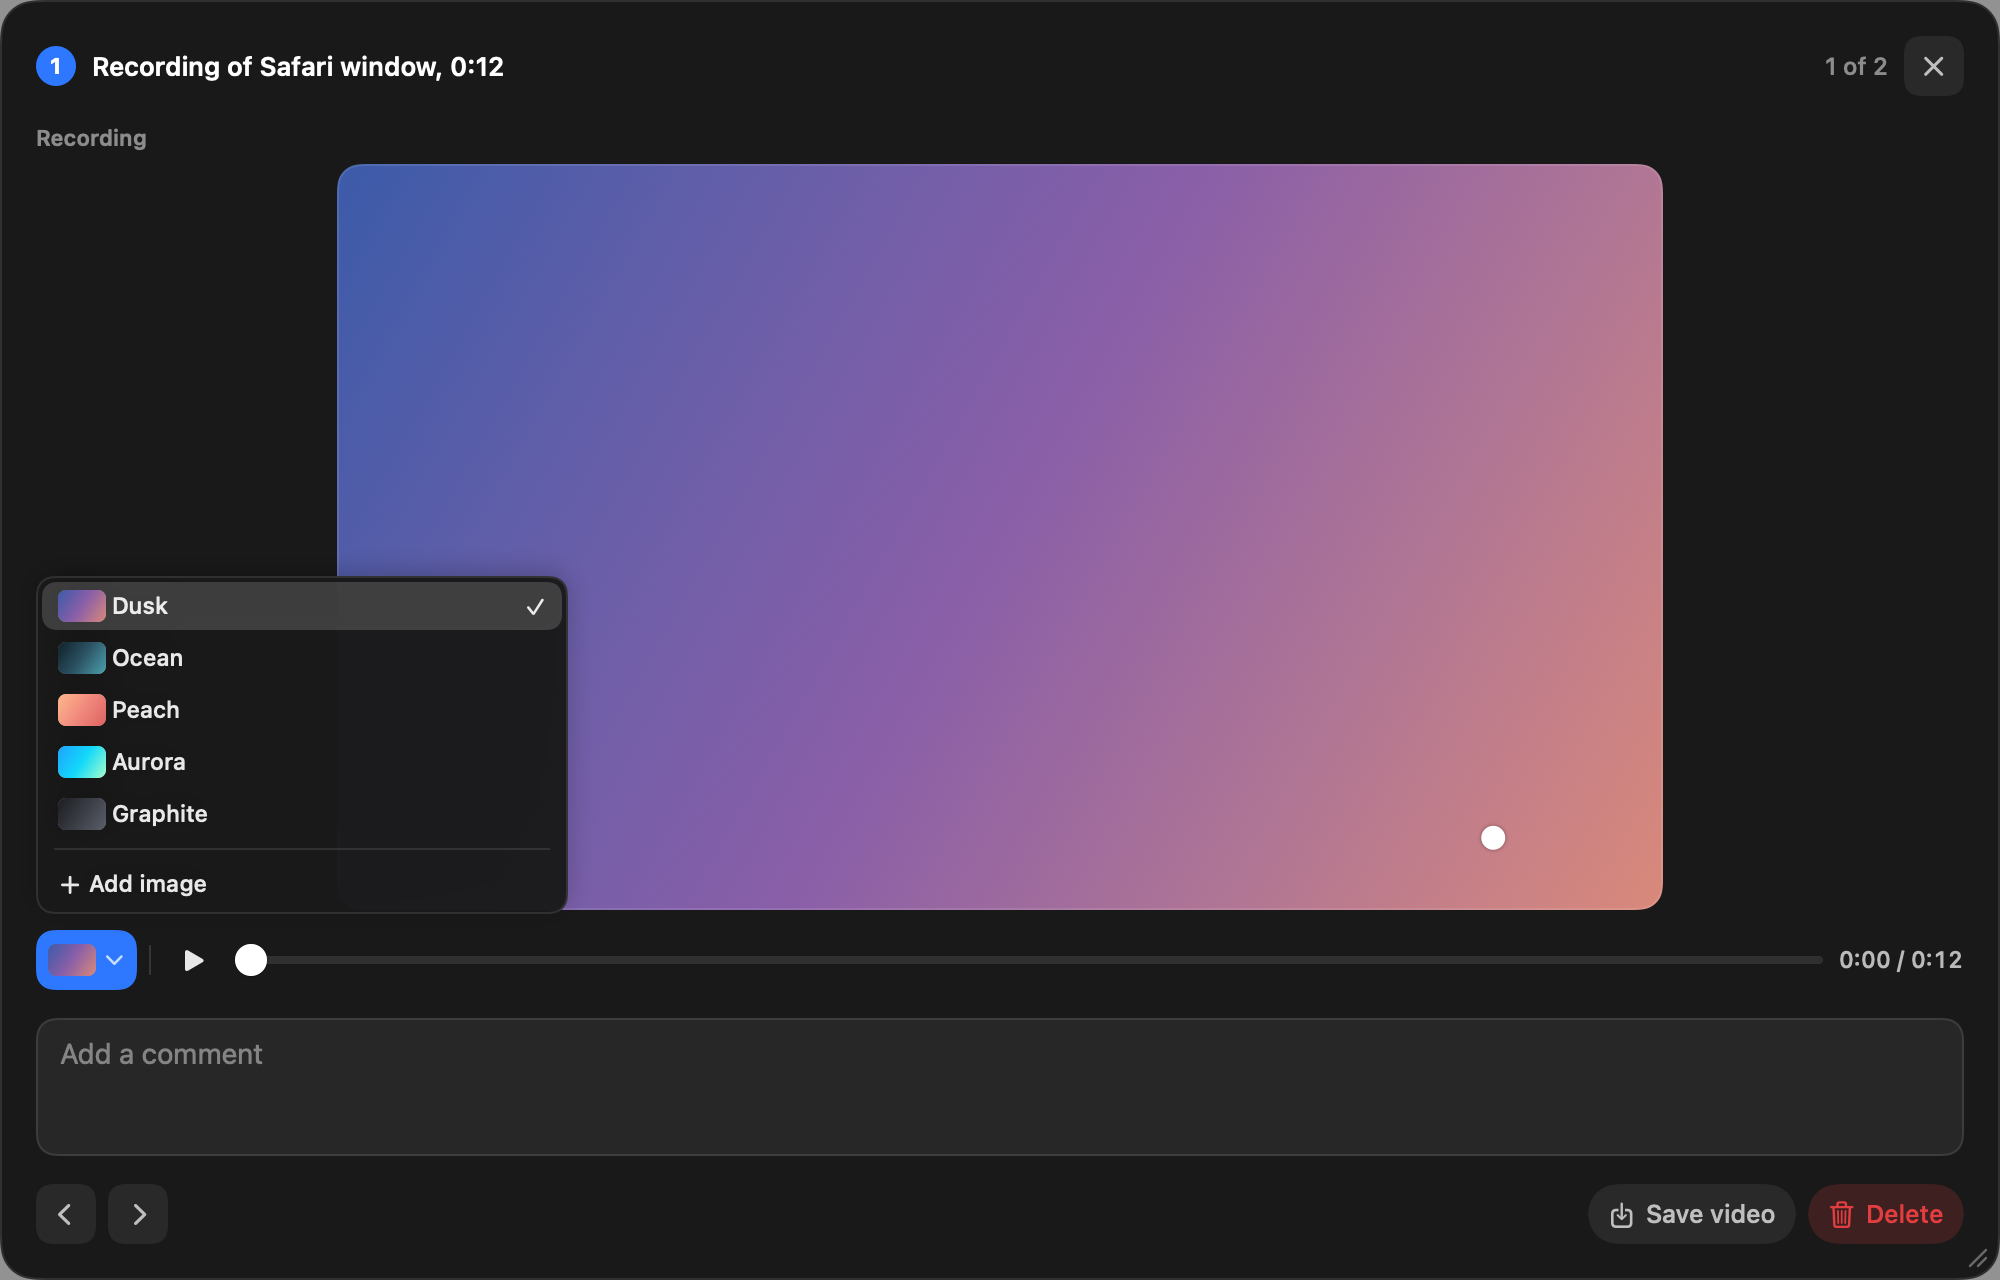 1 Recording of Safari window, 0:12
1 of 2
Recording
Dusk
Ocean
Peach
Aurora
Graphite
Add image
0:00 / 0:12
Add a comment
Save video
Delete